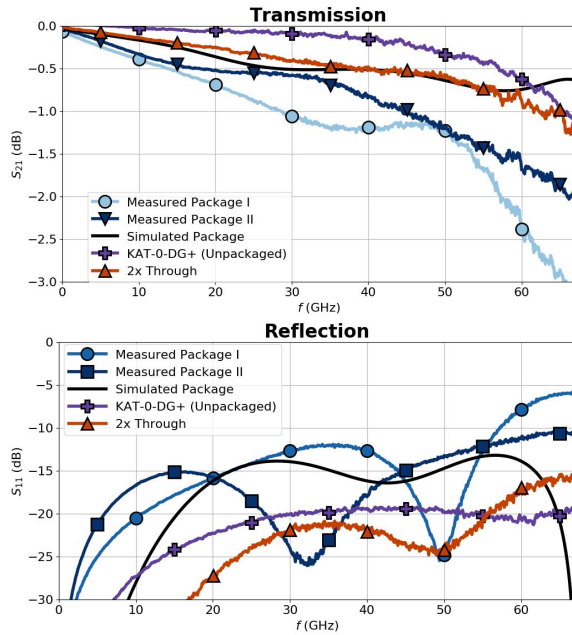 Transmission
0.0
−0.5
−1.0
−1.5
−2.0
−2.5
−3.0
S21 (dB)
Measured Package I
Measured Package II
Simulated Package
KAT-0-DG+ (Unpackaged)
2x Through
0 10 20 30 40 50 60
f (GHz)
Reflection
0
−5
−10
−15
−20
−25
−30
S11 (dB)
Measured Package I
Measured Package II
Simulated Package
KAT-0-DG+ (Unpackaged)
2x Through
0 10 20 30 40 50 60
f (GHz)